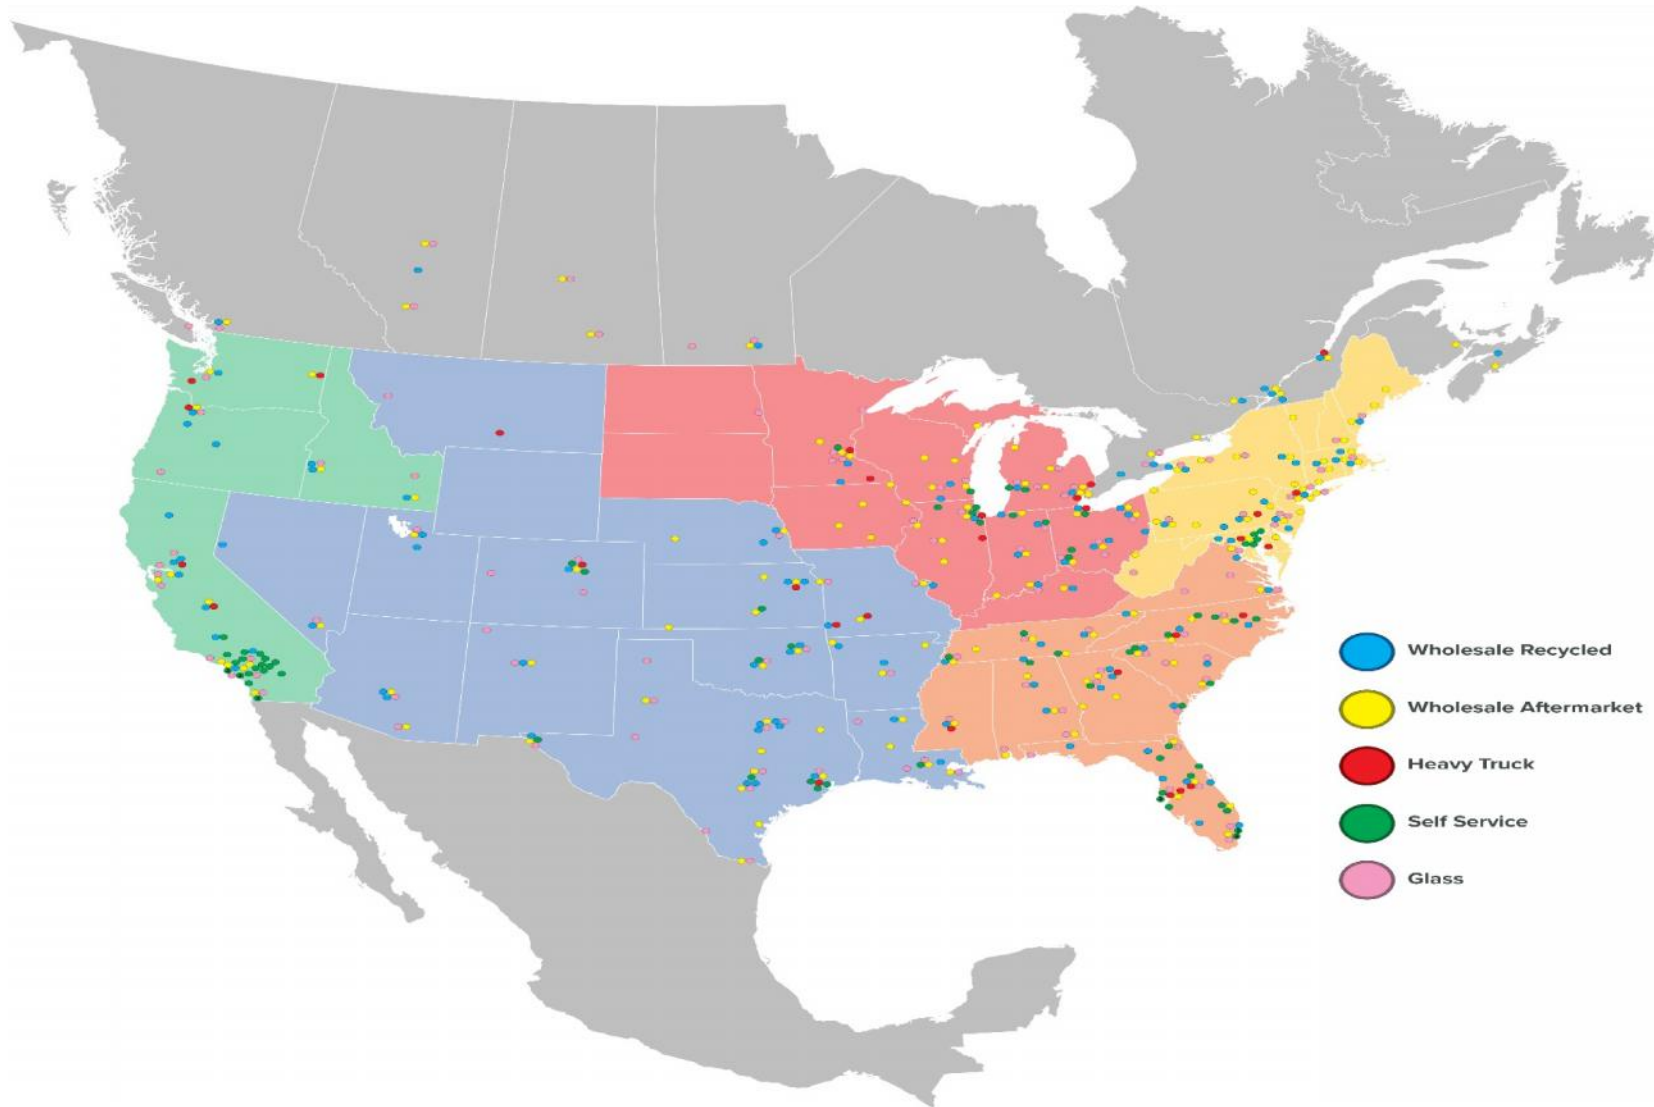 Wholesale Recycled
Wholesale Aftermarket
Heavy Truck
Self Service
Glass